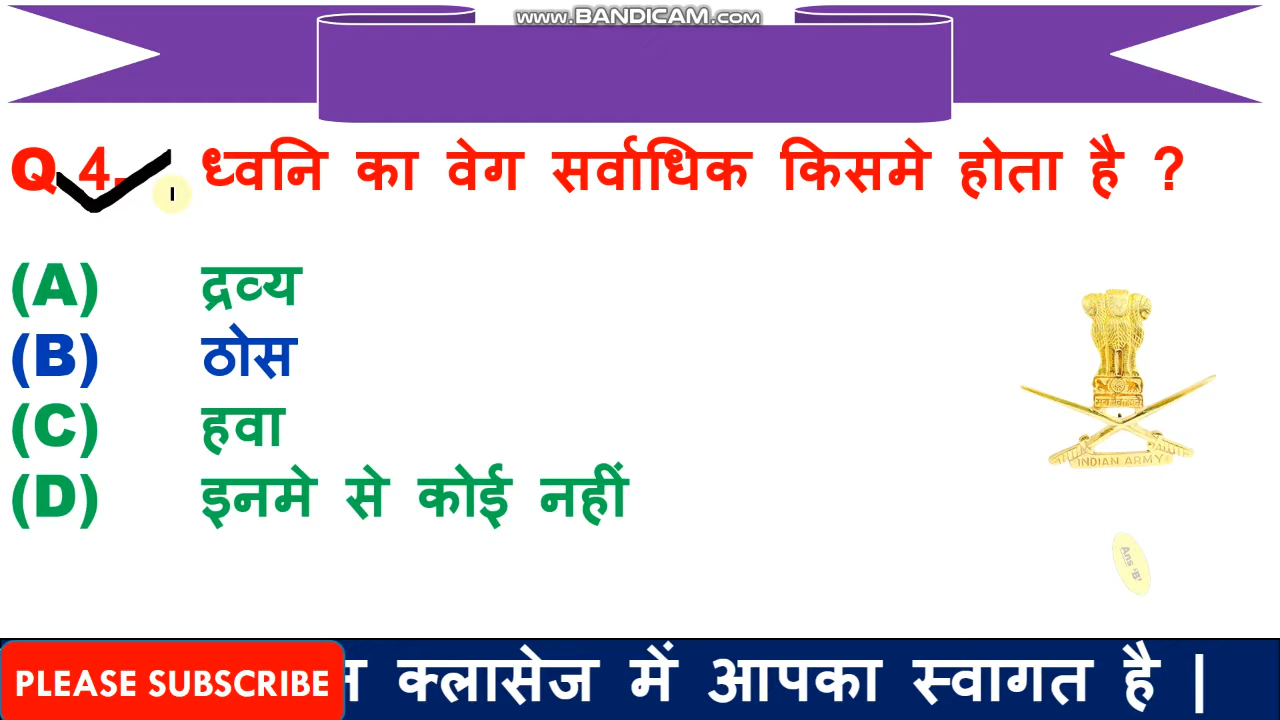 www.BANDICAM.com
Q.4. ध्वनि का वेग सर्वाधिक किसमे होता है ?
(A) द्रव्य
(B) ठोस
(C) हवा
(D) इनमे से कोई नहीं
INDIAN ARMY
Ans 'B'
PLEASE SUBSCRIBE
क्लासेज में आपका स्वागत है |